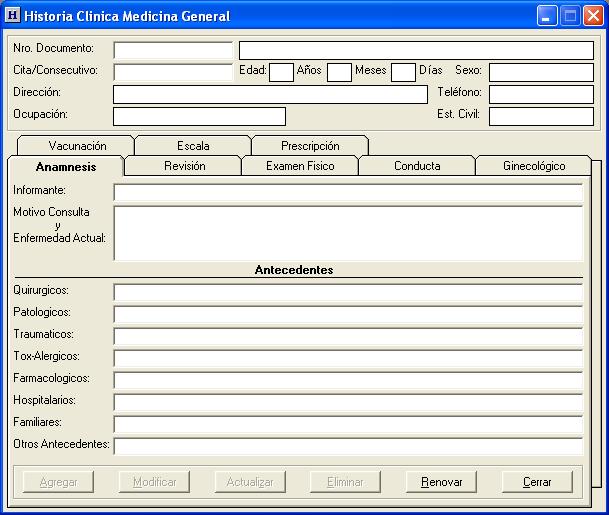 H Historia Clinica Medicina General
Nro. Documento:
Cita/Consecutivo: Edad: Años Meses Días Sexo:
Dirección: Teléfono:
Ocupación: Est. Civil:
Vacunación Escala Prescripción
Anamnesis Revisión Examen Fisico Conducta Ginecológico
Informante:
Motivo Consulta
y
Enfermedad Actual:
Antecedentes
Quirurgicos:
Patologicos:
Traumaticos:
Tox-Alergicos:
Farmacologicos:
Hospitalarios:
Familiares:
Otros Antecedentes:
Agregar Modificar Actualizar Eliminar Renovar Cerrar